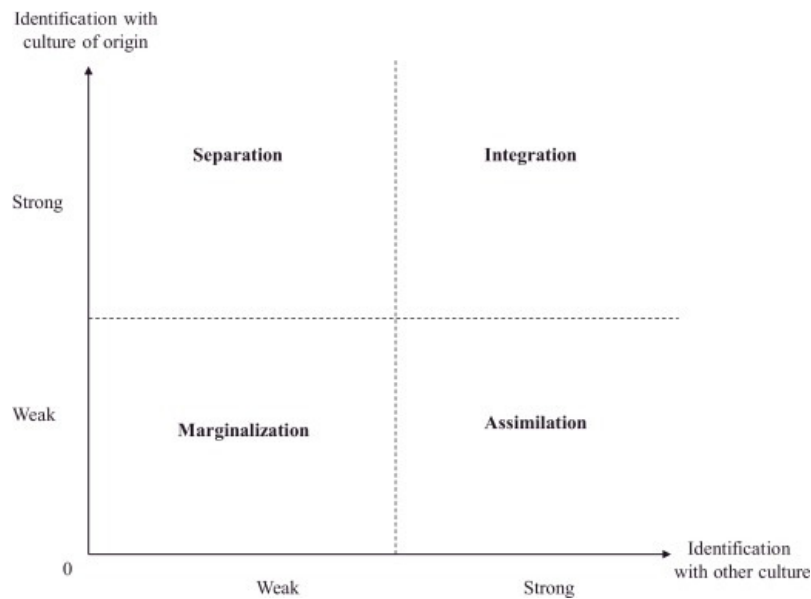 Identification with
culture of origin
Separation
Integration
Strong
Weak
Marginalization
Assimilation
0
Identification
with other culture
Weak
Strong